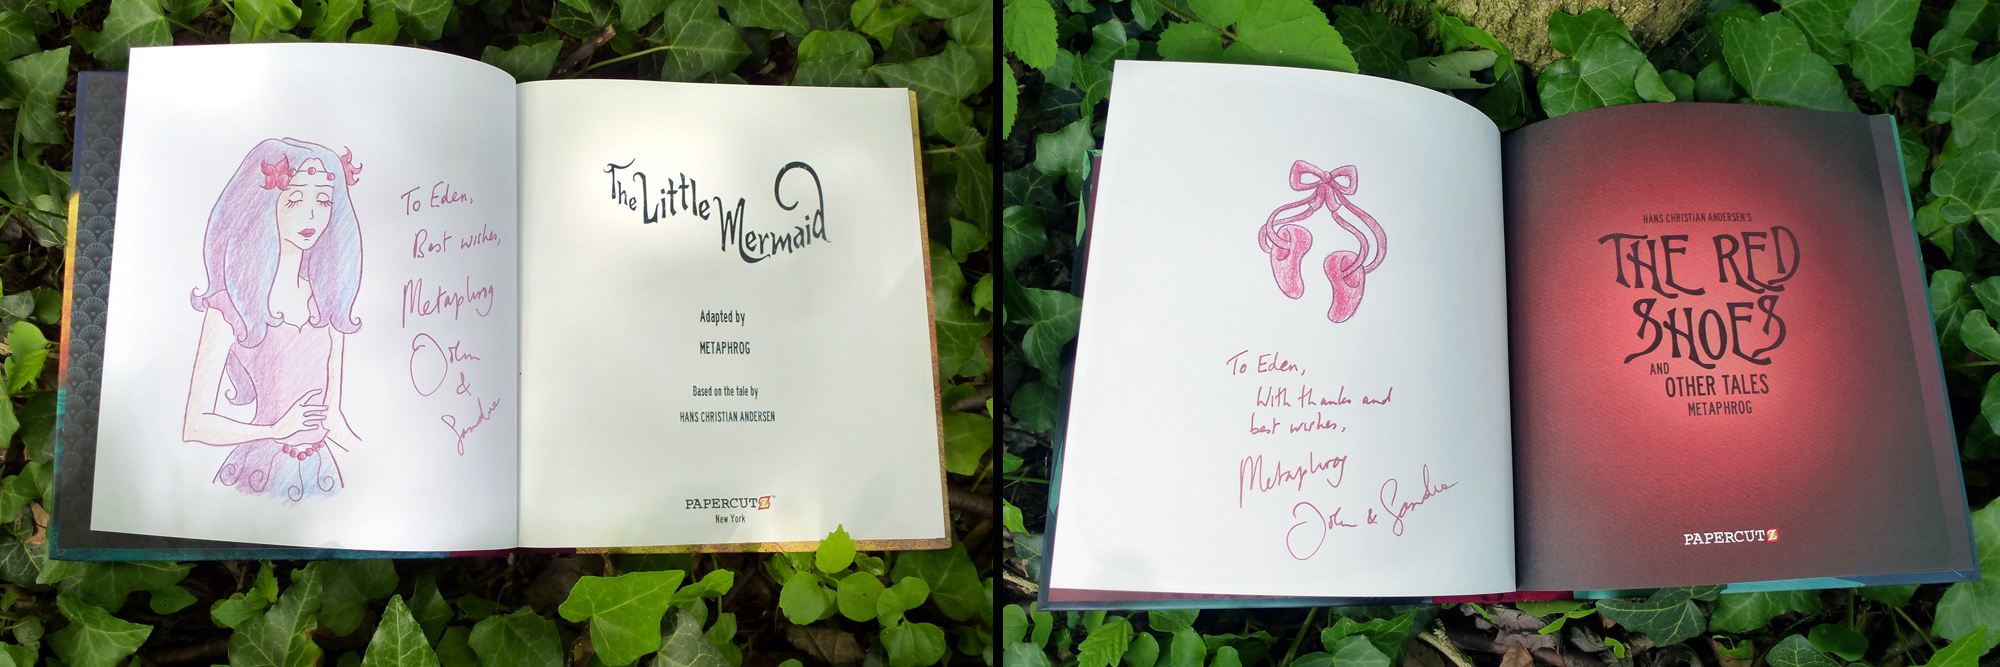 To Eden,
Best wishes,
Metaphrog
John
&
Sandra
The Little
Mermaid
Adapted by
METAPHROG
Based on the tale by
HANS CHRISTIAN ANDERSEN
PAPERCUTZ™
New York
To Eden,
With thanks and
best wishes,
Metaphrog
John & Sandra
HANS CHRISTIAN ANDERSEN'S
THE RED
SHOES
AND
OTHER TALES
METAPHROG
PAPERCUTZ